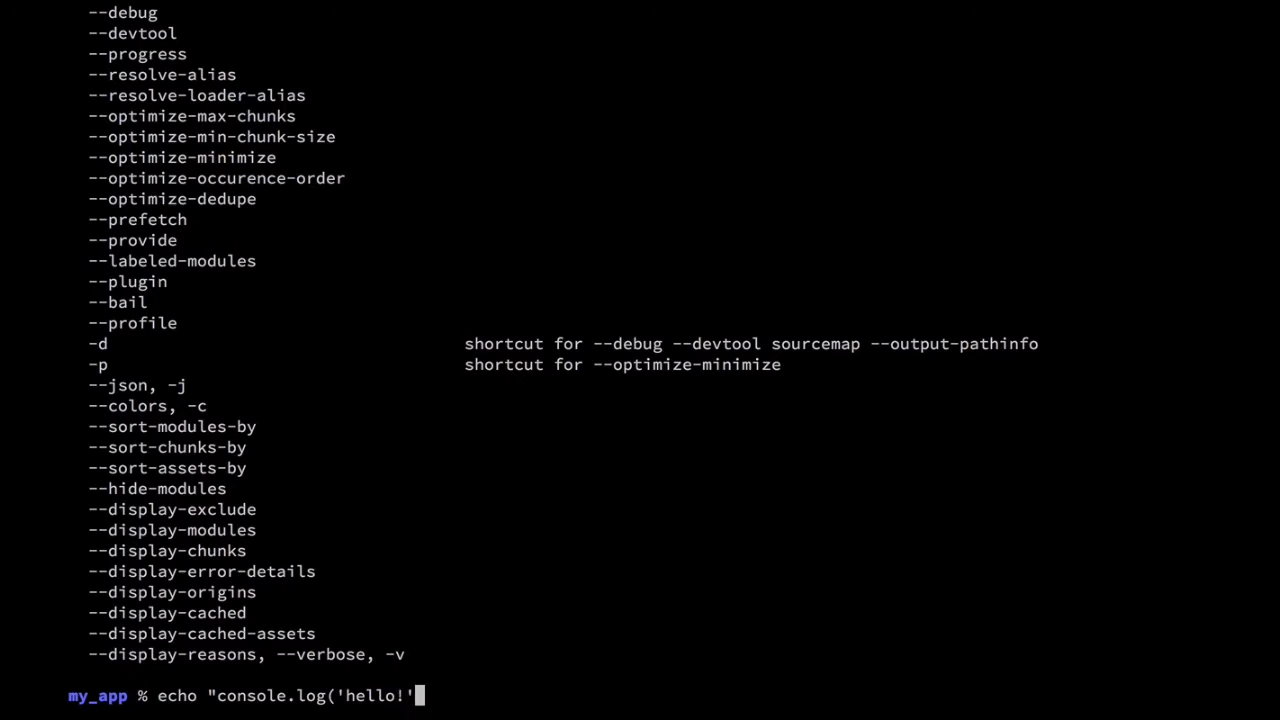 --debug
--devtool
--progress
--resolve-alias
--resolve-loader-alias
--optimize-max-chunks
--optimize-min-chunk-size
--optimize-minimize
--optimize-occurence-order
--optimize-dedupe
--prefetch
--provide
--labeled-modules
--plugin
--bail
--profile
-d shortcut for --debug --devtool sourcemap --output-pathinfo
-p shortcut for --optimize-minimize
--json, -j
--colors, -c
--sort-modules-by
--sort-chunks-by
--sort-assets-by
--hide-modules
--display-exclude
--display-modules
--display-chunks
--display-error-details
--display-origins
--display-cached
--display-cached-assets
--display-reasons, --verbose, -v
my_app % echo "console.log('hello!'